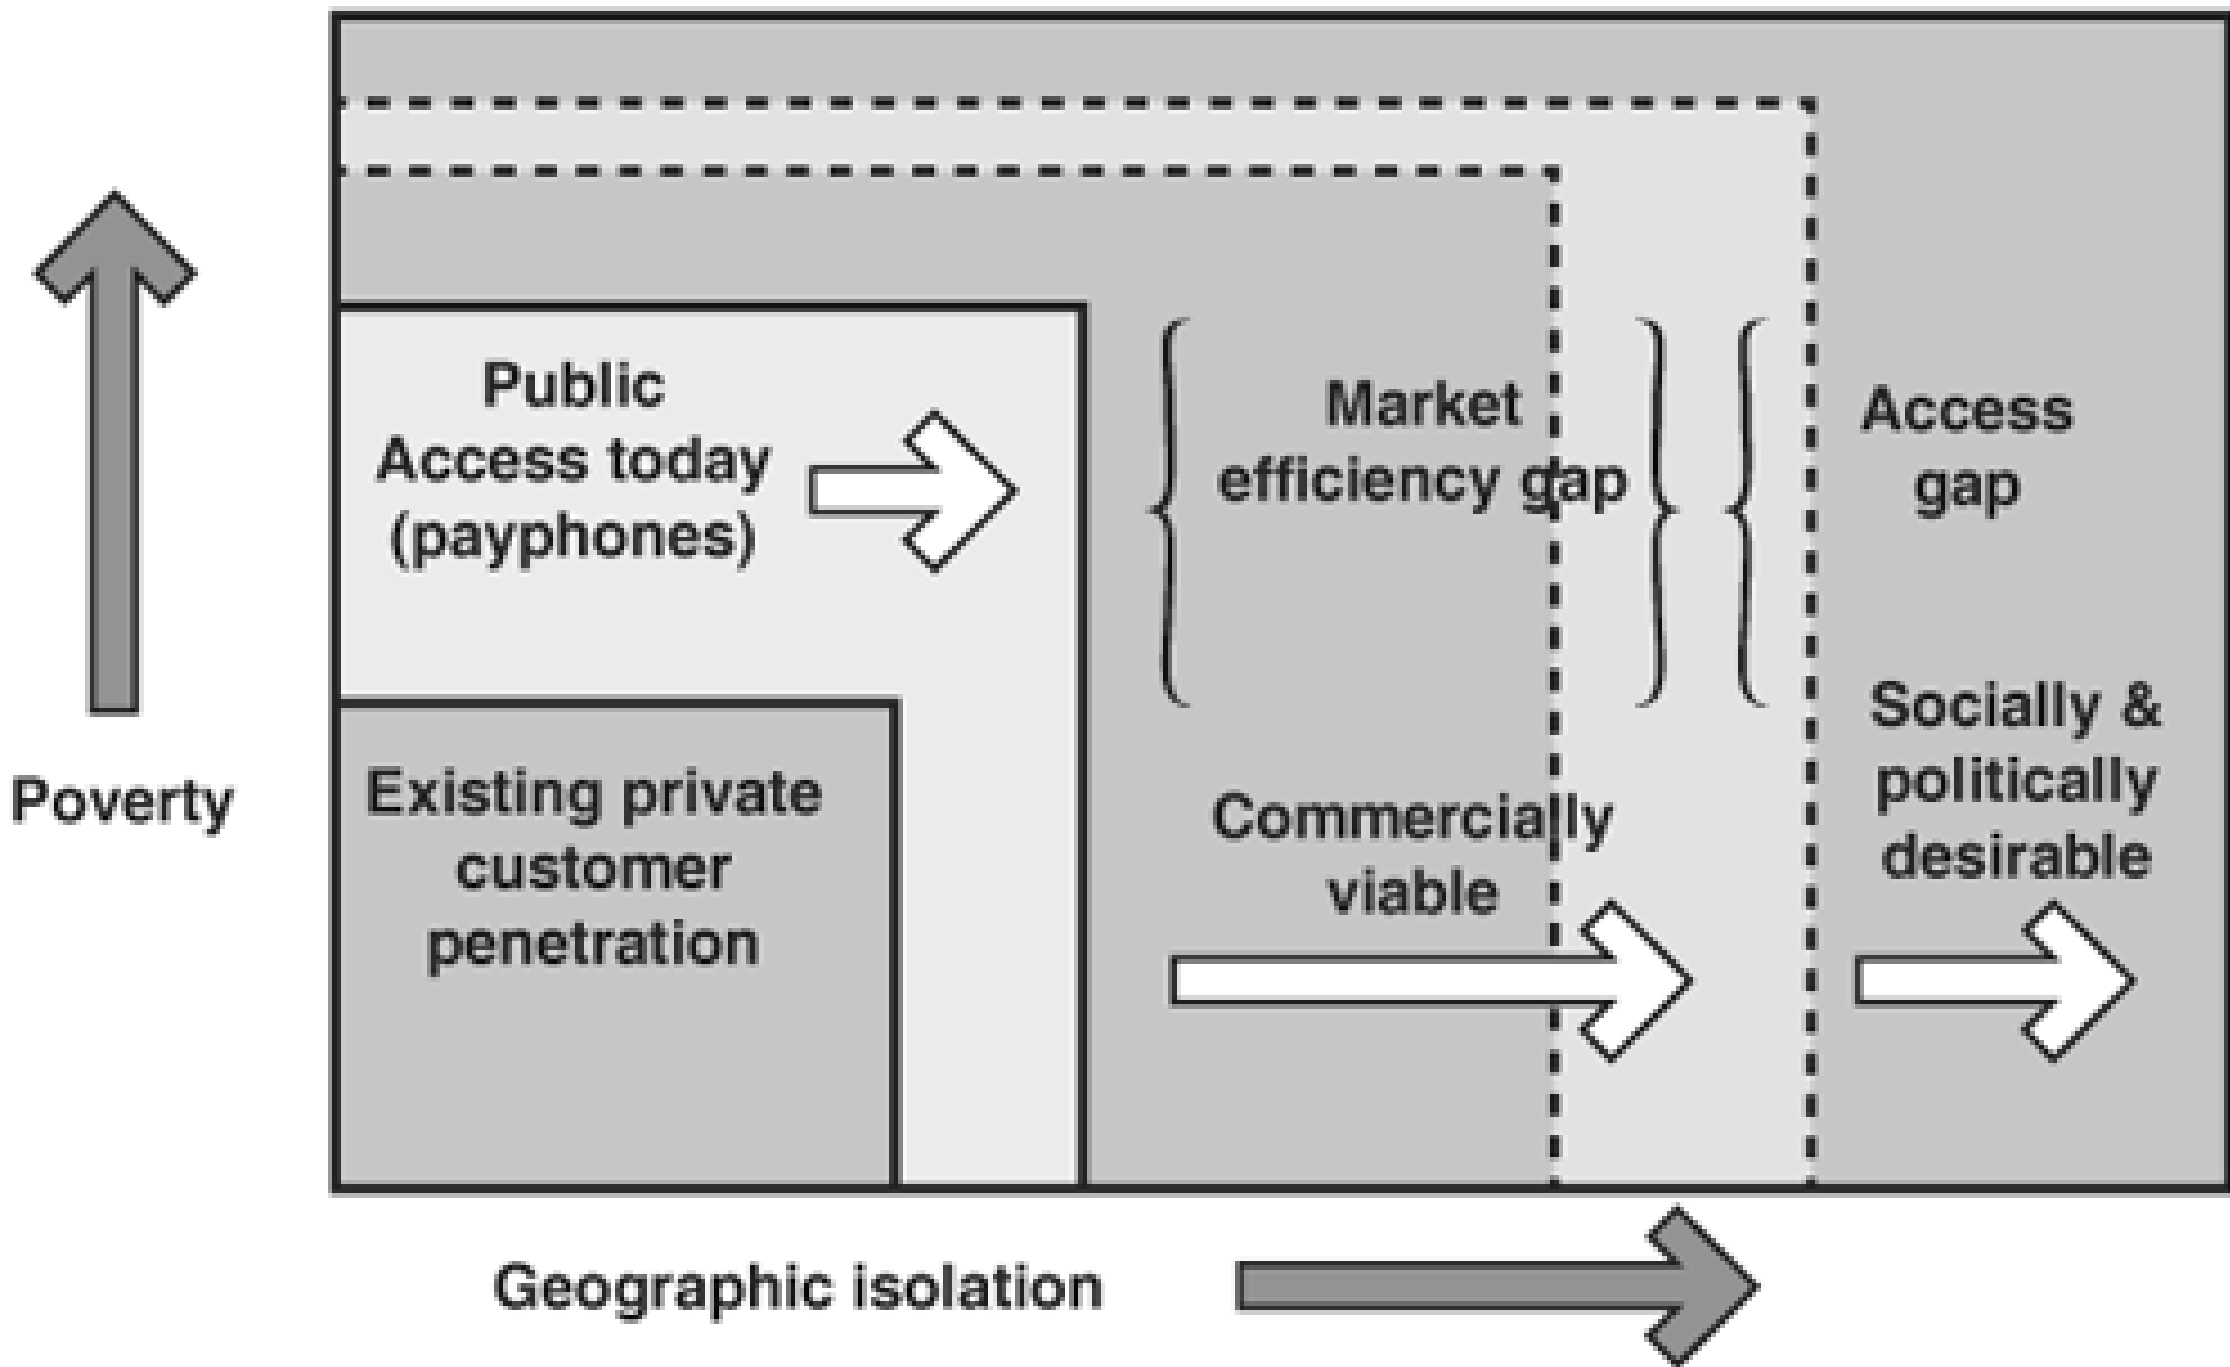 Public
Access today
(payphones)
Market
efficiency gap
Access
gap
Existing private
customer
penetration
Commercially
viable
Socially &
politically
desirable
Poverty
Geographic isolation